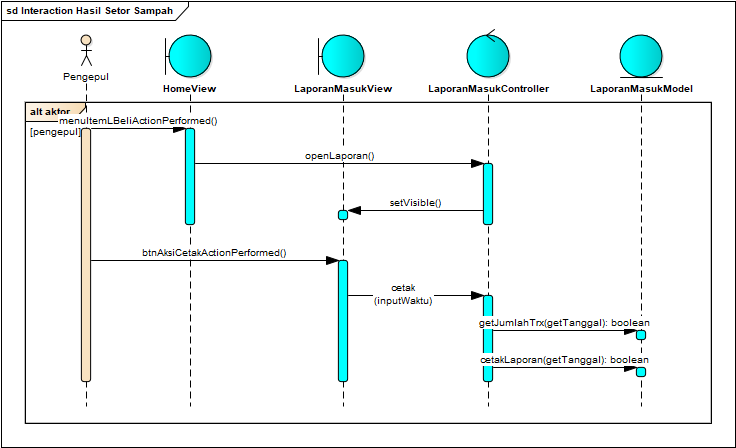 sd Interaction Hasil Setor Sampah
Pengepul
HomeView
LaporanMasukView
LaporanMasukController
LaporanMasukModel
alt aktor
menuItemLBeliActionPerformed()
[pengepul]
openLaporan()
setVisible()
btnAksiCetakActionPerformed()
cetak
(inputWaktu)
getJumlahTrx(getTanggal): boolean
cetakLaporan(getTanggal): boolean